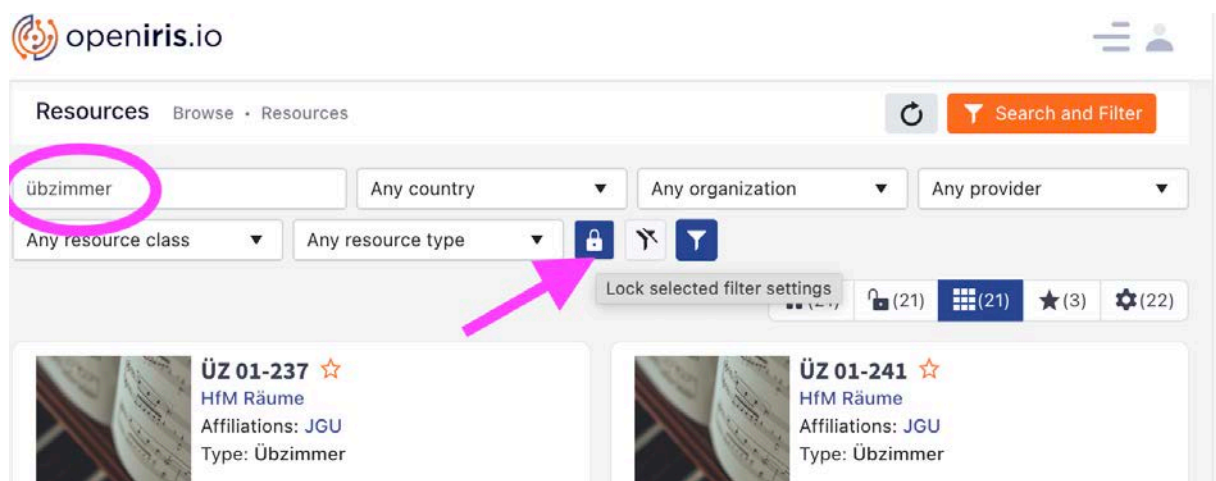 openiris.io
Resources Browse • Resources Search and Filter
übzimmer Any country Any organization Any provider
Any resource class Any resource type
Lock selected filter settings
(21) (21) (3) (22)
ÜZ 01-237 ÜZ 01-241
HfM Räume HfM Räume
Affiliations: JGU Affiliations: JGU
Type: Übzimmer Type: Übzimmer